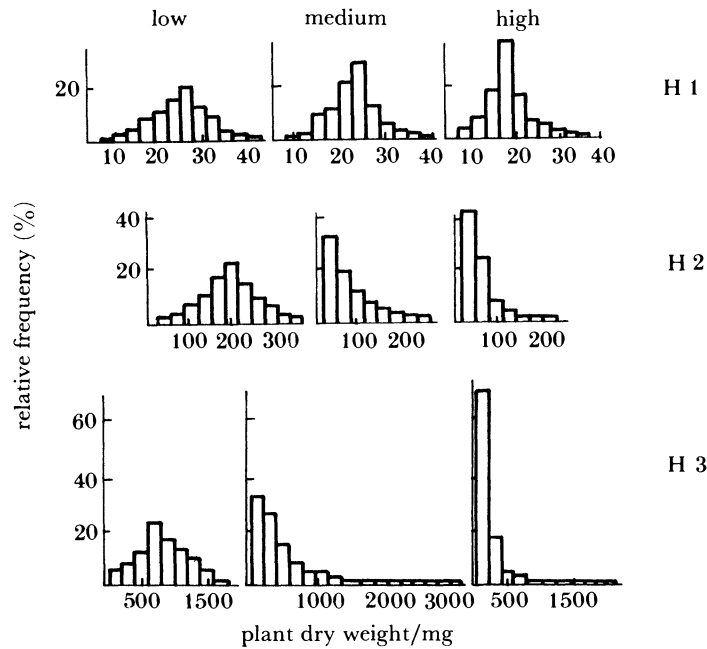 low medium high
20
H 1
10 20 30 40 10 20 30 40 10 20 30 40
40
20
H 2
100 200 300 100 200 100 200
relative frequency (%)
60
40
20
H 3
500 1500 1000 2000 3000 500 1500
plant dry weight/mg